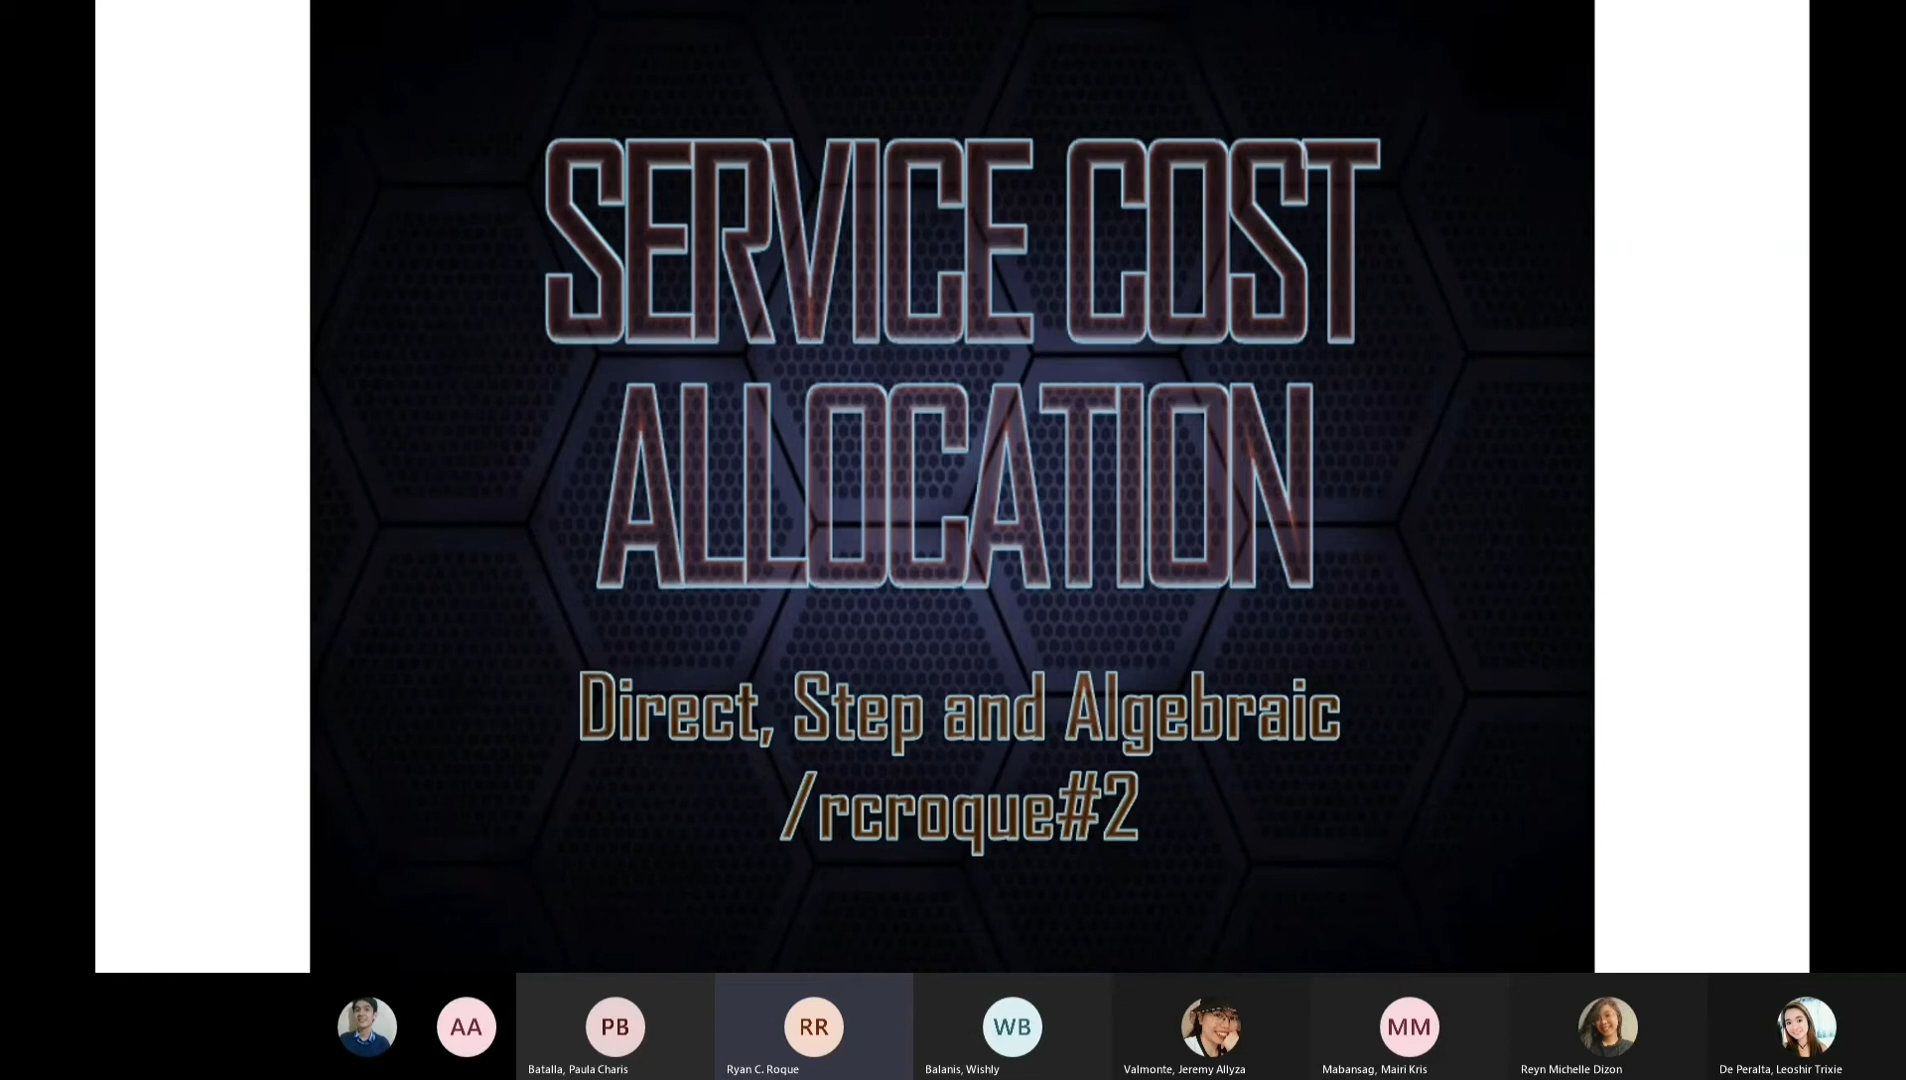 SERVICE COST
ALLOCATION
Direct, Step and Algebraic
/rcroque#2
AA
PB
RR
WB
MM
Batalla, Paula Charis
Ryan C. Roque
Balanis, Wishly
Valmonte, Jeremy Allyza
Mabansag, Mairi Kris
Reyn Michelle Dizon
De Peralta, Leoshir Trixie